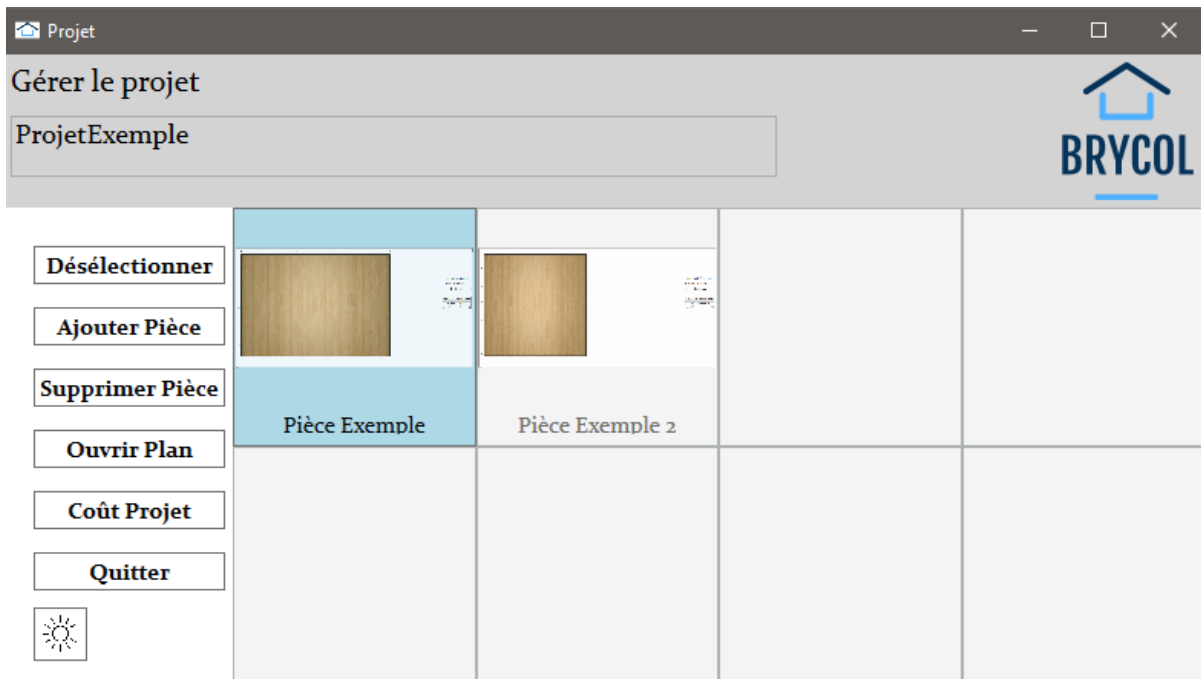 Projet
Gérer le projet
ProjetExemple
BRYCOL
Désélectionner
Ajouter Pièce
Supprimer Pièce
Ouvrir Plan
Coût Projet
Quitter
Pièce Exemple
Pièce Exemple 2